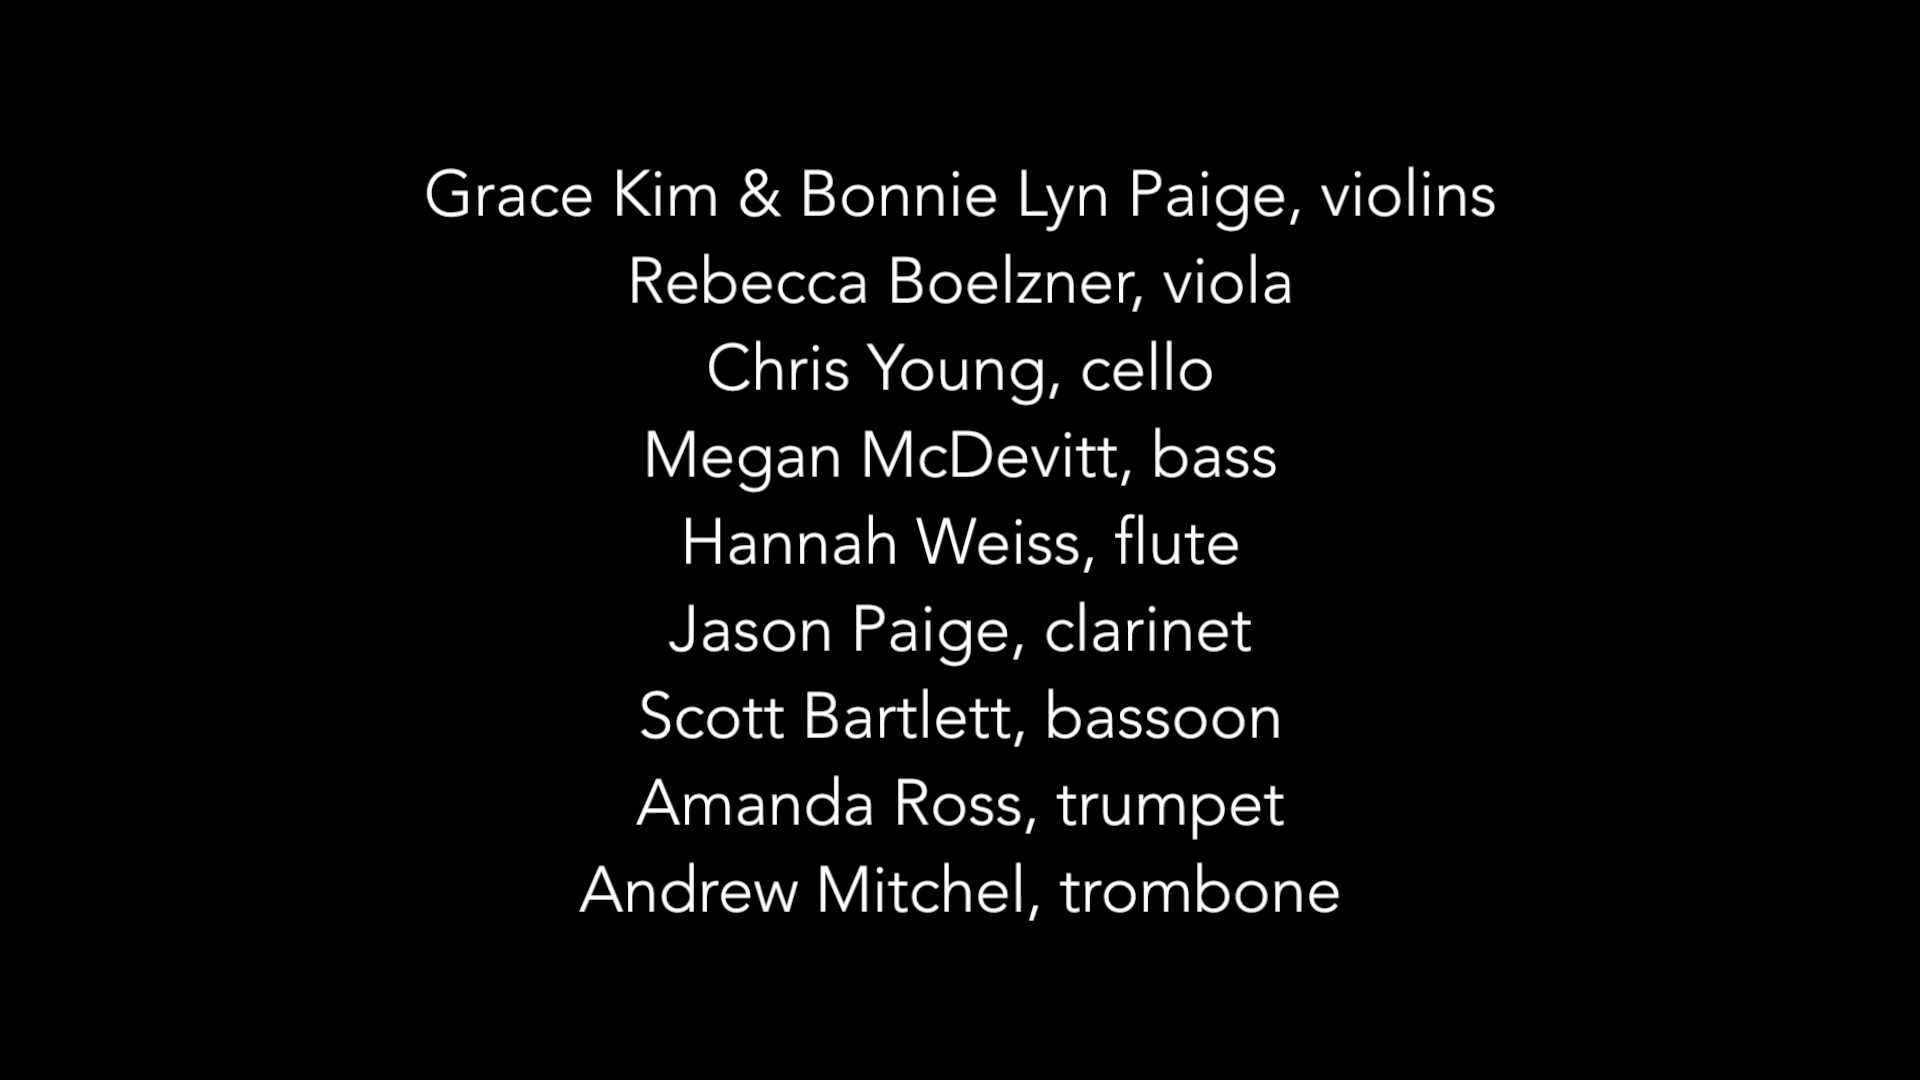 Grace Kim & Bonnie Lyn Paige, violins
Rebecca Boelzner, viola
Chris Young, cello
Megan McDevitt, bass
Hannah Weiss, flute
Jason Paige, clarinet
Scott Bartlett, bassoon
Amanda Ross, trumpet
Andrew Mitchel, trombone